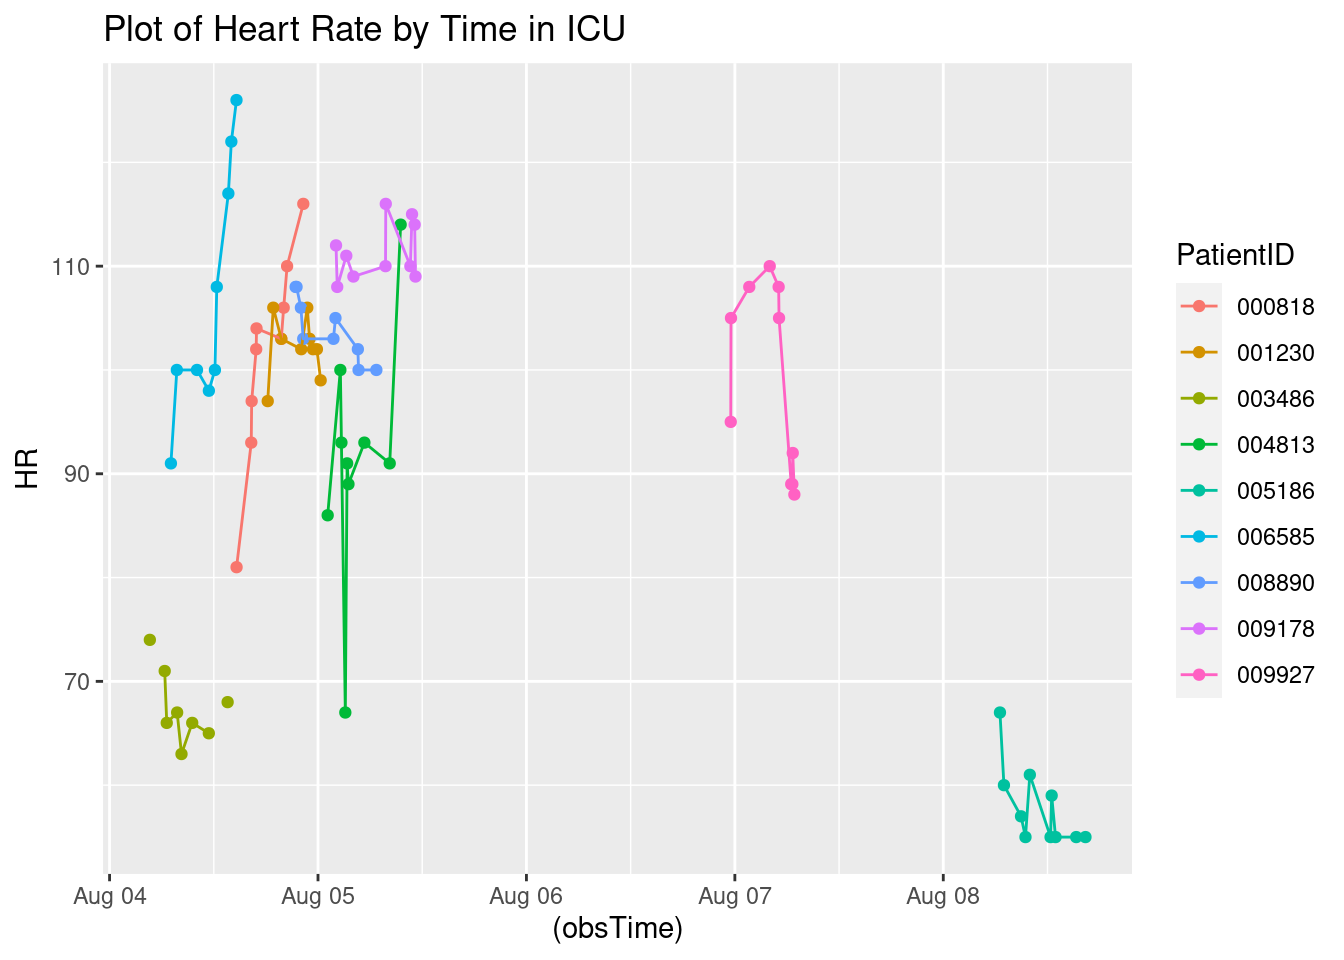 Plot of Heart Rate by Time in ICU
110
90
70
HR
Aug 04
Aug 05
Aug 06
Aug 07
Aug 08
(obsTime)
PatientID
000818
001230
003486
004813
005186
006585
008890
009178
009927